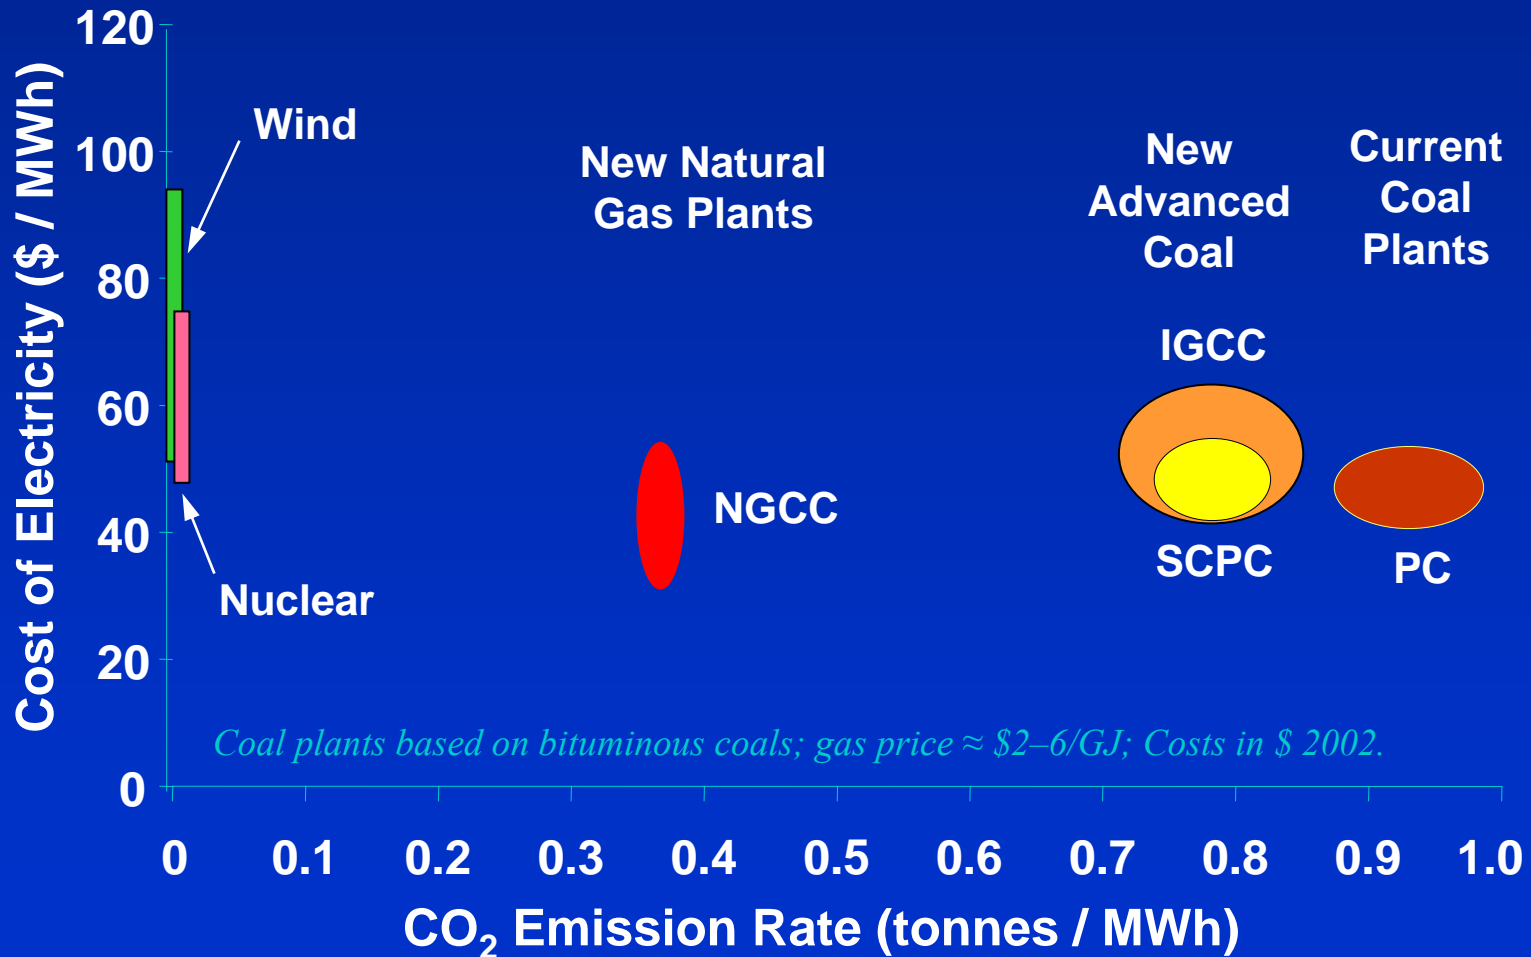 Cost of Electricity ($ / MWh)
120
100
80
60
40
20
0
Wind
Nuclear
New Natural
Gas Plants
NGCC
New
Advanced
Coal
IGCC
SCPC
Current
Coal
Plants
PC
Coal plants based on bituminous coals; gas price ≈ $2–6/GJ; Costs in $ 2002.
0 0.1 0.2 0.3 0.4 0.5 0.6 0.7 0.8 0.9 1.0
CO₂ Emission Rate (tonnes / MWh)